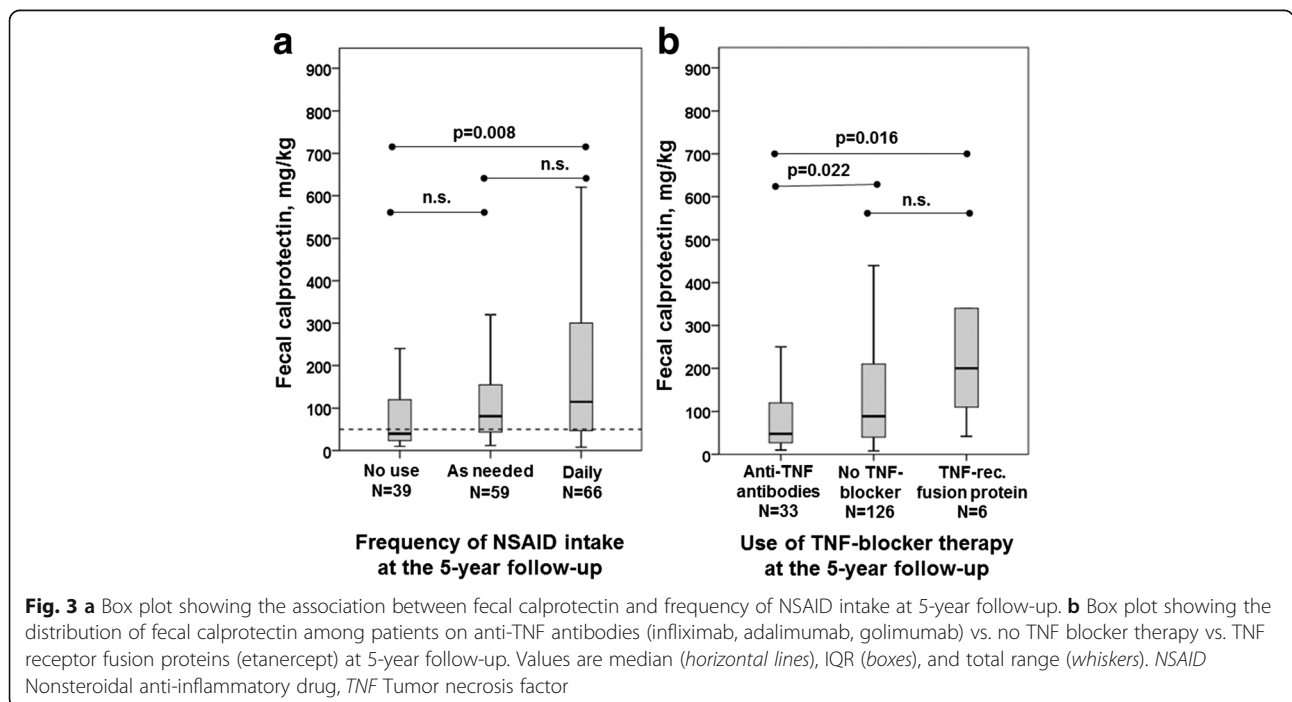 a
900
800
700
600
500
400
300
200
100
0
Fecal calprotectin, mg/kg
p=0.008
n.s.
n.s.
No use
N=39
As needed
N=59
Daily
N=66
Frequency of NSAID intake
at the 5-year follow-up
b
900
800
700
600
500
400
300
200
100
0
Fecal calprotectin, mg/kg
p=0.016
p=0.022
n.s.
Anti-TNF
antibodies
N=33
No TNF-
blocker
N=126
TNF-rec.
fusion protein
N=6
Use of TNF-blocker therapy
at the 5-year follow-up
Fig. 3 a Box plot showing the association between fecal calprotectin and frequency of NSAID intake at 5-year follow-up. b Box plot showing the
distribution of fecal calprotectin among patients on anti-TNF antibodies (infliximab, adalimumab, golimumab) vs. no TNF blocker therapy vs. TNF
receptor fusion proteins (etanercept) at 5-year follow-up. Values are median (horizontal lines), IQR (boxes), and total range (whiskers). NSAID
Nonsteroidal anti-inflammatory drug, TNF Tumor necrosis factor